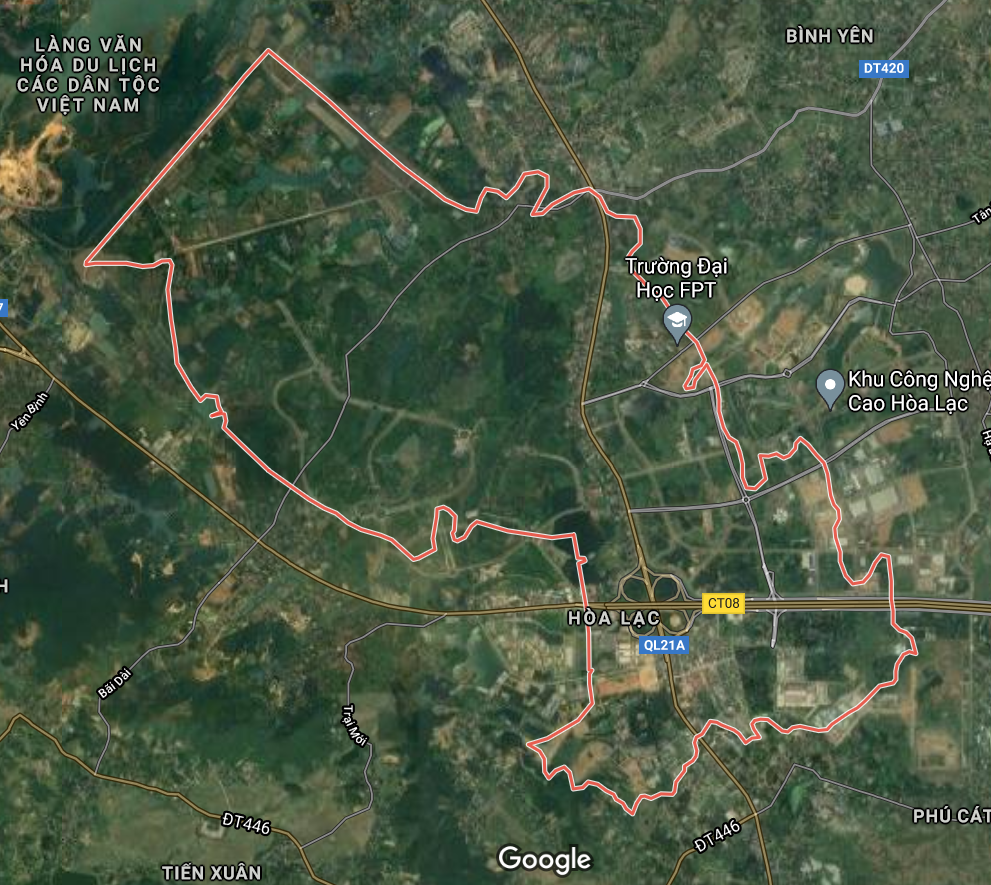 LÀNG VĂN
HÓA DU LỊCH
CÁC DÂN TỘC
VIỆT NAM
BÌNH YÊN
DT420
Trường Đại
Học FPT
7
Khu Công Nghệ
Cao Hòa Lạc
Yên Bình
CT08
HÒA LẠC
QL21A
H
Bãi Dài
Trại Mới
PHÚ CÁT
ĐT446
ĐT446
Google
TIẾN XUÂN